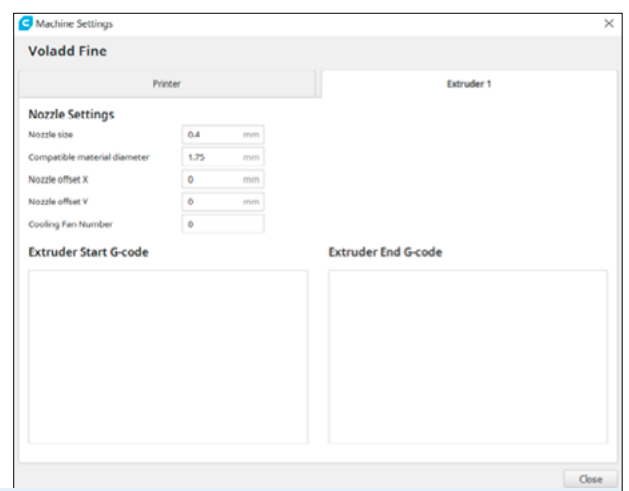 Machine Settings
Voladd Fine
Printer
Extruder 1
Nozzle Settings
Nozzle size 0.4 mm
Compatible material diameter 1.75 mm
Nozzle offset X 0 mm
Nozzle offset Y 0 mm
Cooling Fan Number 0
Extruder Start G-code
Extruder End G-code
Close